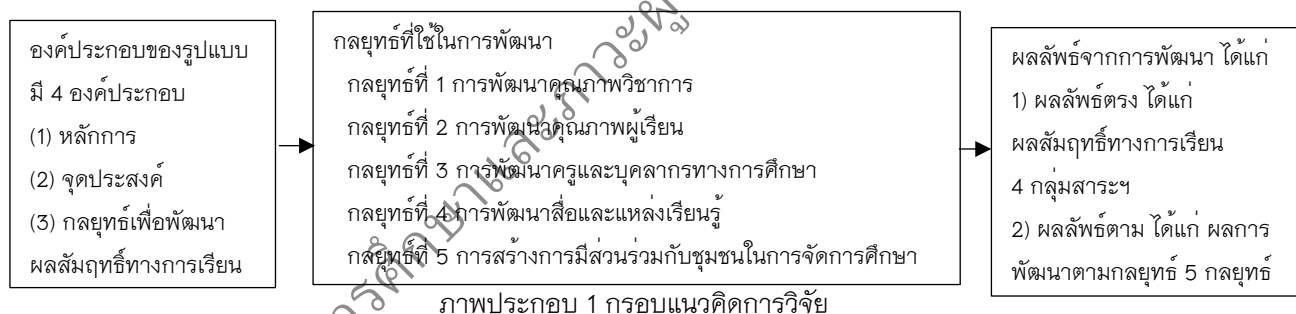 องค์ประกอบของรูปแบบ
มี 4 องค์ประกอบ
(1) หลักการ
(2) จุดประสงค์
(3) กลยุทธ์เพื่อพัฒนา
ผลสัมฤทธิ์ทางการเรียน
กลยุทธ์ที่ใช้ในการพัฒนา
กลยุทธ์ที่ 1 การพัฒนาคุณภาพวิชาการ
กลยุทธ์ที่ 2 การพัฒนาคุณภาพผู้เรียน
กลยุทธ์ที่ 3 การพัฒนาครูและบุคลากรทางการศึกษา
กลยุทธ์ที่ 4 การพัฒนาสื่อและแหล่งเรียนรู้
กลยุทธ์ที่ 5 การสร้างการมีส่วนร่วมกับชุมชนในการจัดการศึกษา
ผลลัพธ์จากการพัฒนา ได้แก่
1) ผลลัพธ์ตรง ได้แก่
ผลสัมฤทธิ์ทางการเรียน
4 กลุ่มสาระฯ
2) ผลลัพธ์ตาม ได้แก่ ผลการ
พัฒนาตามกลยุทธ์ 5 กลยุทธ์
ภาพประกอบ 1 กรอบแนวคิดการวิจัย